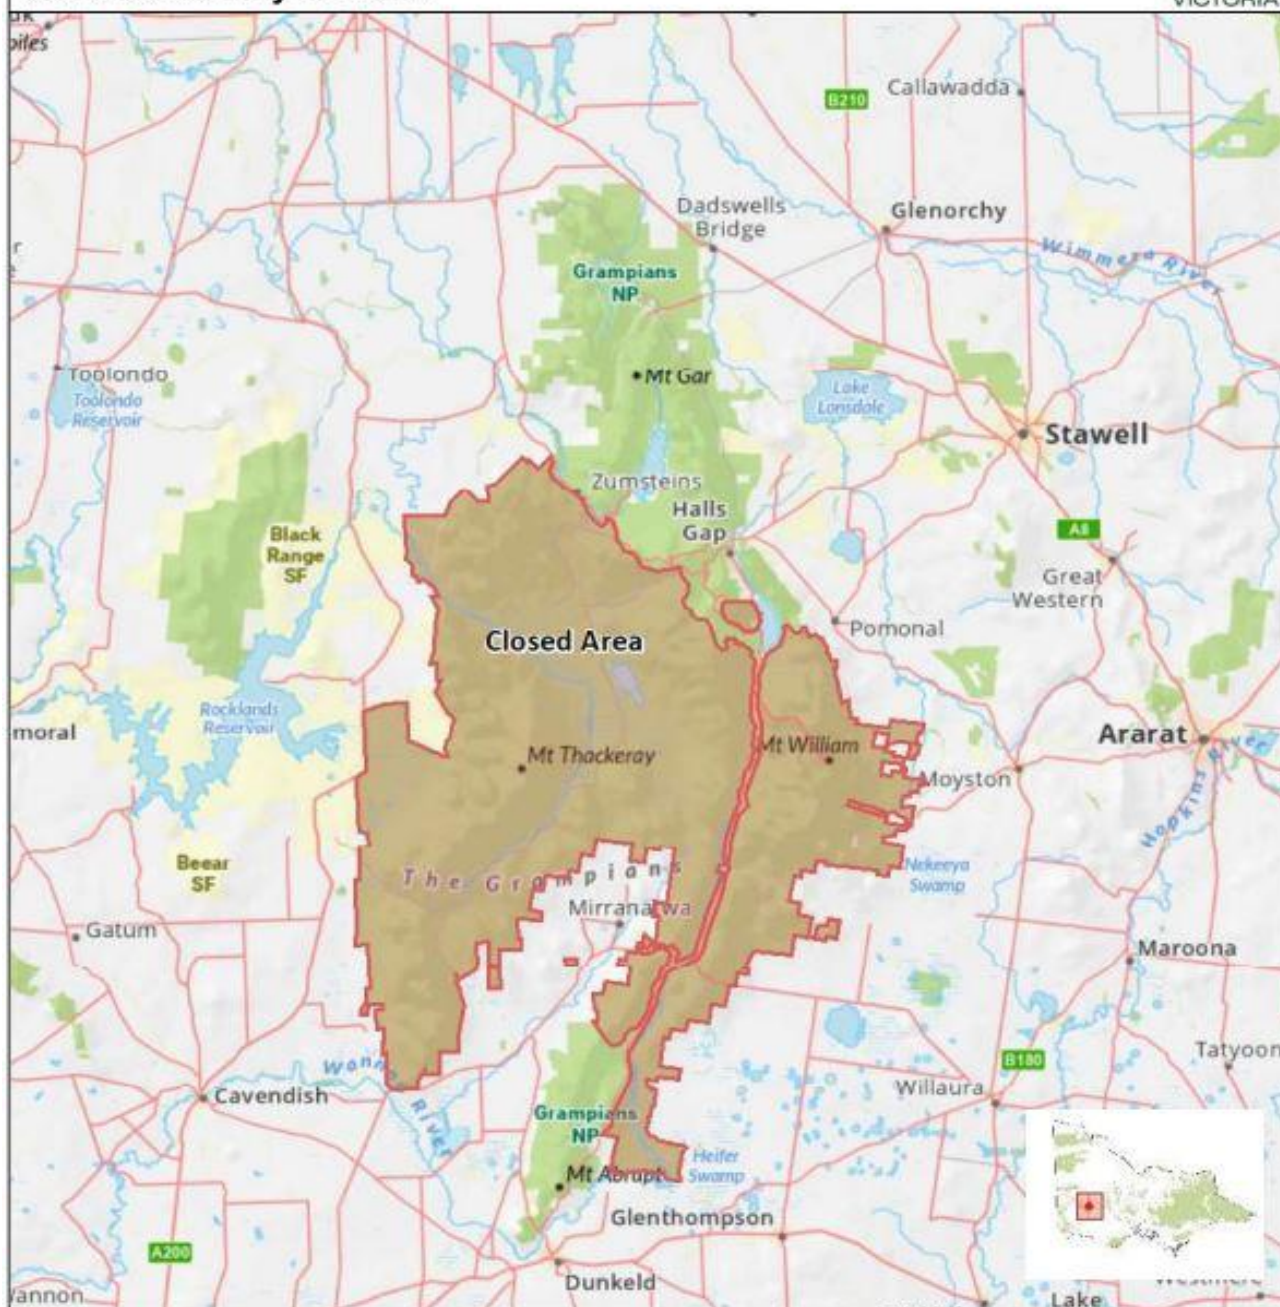 VICTORIA
B210
Callawadda
Dadswells
Bridge
Glenorchy
Wimmera River
Grampians
NP
Toolondo
Toolondo
Reservoir
Mt Gar
Lake
Lonsdale
Stawell
Zumsteins
Halls
Gap
A8
Black
Range
SF
Great
Western
Closed Area
Pomonal
Rocklands
Reservoir
moral
Ararat
Mt Thackeray
Mt William
Moyston
Hopkins River
Beear
SF
The Grampians
Nekeeya
Swamp
Mirranatwa
Gatum
Maroona
B180
Tatyoon
Wannon River
Willaura
Cavendish
Grampians
NP
Heifer
Swamp
Mt Abrupt
Glenthompson
A200
Dunkeld
Lake